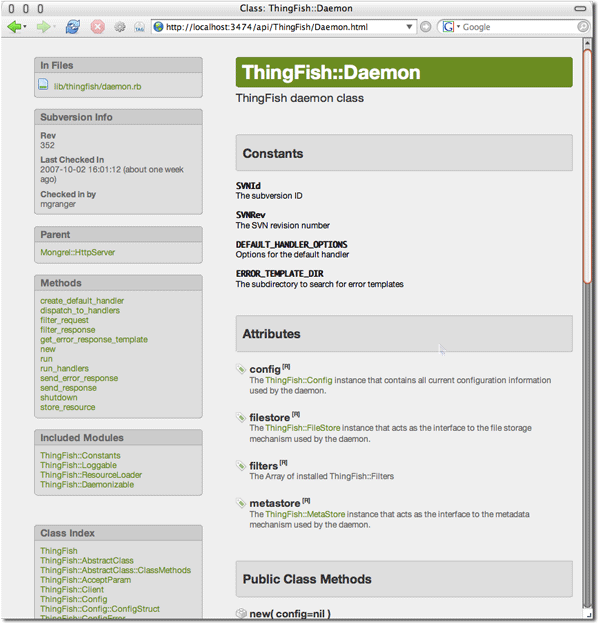 Class: ThingFish::Daemon
http://localhost:3474/api/ThingFish/Daemon.html
Google
In Files
lib/thingfish/daemon.rb
Subversion Info
Rev
352
Last Checked In
2007-10-02 16:01:12 (about one week
ago)
Checked in by
mgranger
Parent
Mongrel::HttpServer
Methods
create_default_handler
dispatch_to_handlers
filter_request
filter_response
get_error_response_template
new
run
run_handlers
send_error_response
send_response
shutdown
store_resource
Included Modules
ThingFish::Constants
ThingFish::Loggable
ThingFish::ResourceLoader
ThingFish::Daemonizable
Class Index
ThingFish
ThingFish::AbstractClass
ThingFish::AbstractClass::ClassMethods
ThingFish::AcceptParam
ThingFish::Client
ThingFish::Config
ThingFish::Config::ConfigStruct
ThingFish::ConfigError
ThingFish::Daemon
ThingFish daemon class
Constants
SVNId
The subversion ID
SVNRev
The SVN revision number
DEFAULT_HANDLER_OPTIONS
Options for the default handler
ERROR_TEMPLATE_DIR
The subdirectory to search for error templates
Attributes
config [R]
The ThingFish::Config instance that contains all current configuration information
used by the daemon.
filestore [R]
The ThingFish::FileStore instance that acts as the interface to the file storage
mechanism used by the daemon.
filters [R]
The Array of installed ThingFish::Filters
metastore [R]
The ThingFish::MetaStore instance that acts as the interface to the metadata
mechanism used by the daemon.
Public Class Methods
new( config=nil )